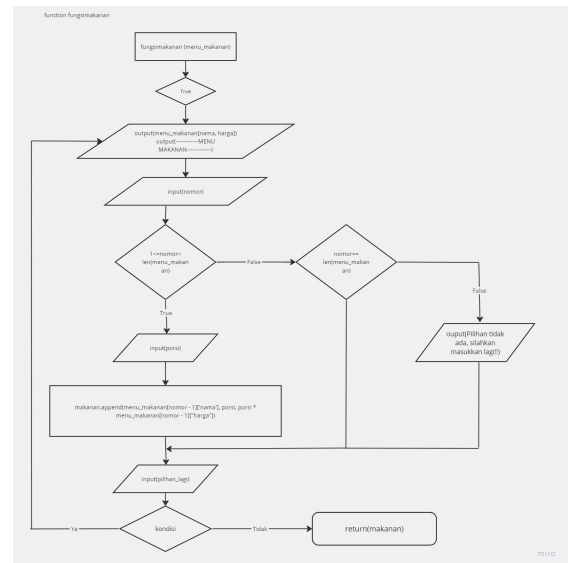 function fungsimakanan
fungsimakanan (menu_makanan)
True
output(menu_makanan[nama, harga])
output(-----------MENU
MAKANAN------------)
input(nomor)
1<=nomor<
len(menu_makan
an)
False
nomor==
len(menu_makan
an)
False
True
ouput(Pilihan tidak
ada, silahkan
masukkan lagi!!)
input(porsi)
makanan.append(menu_makanan[nomor - 1]['nama'], porsi, porsi *
menu_makanan[nomor - 1]["harga"])
input(pilihan_lagi)
Ya
kondisi
Tidak
return(makanan)
miro